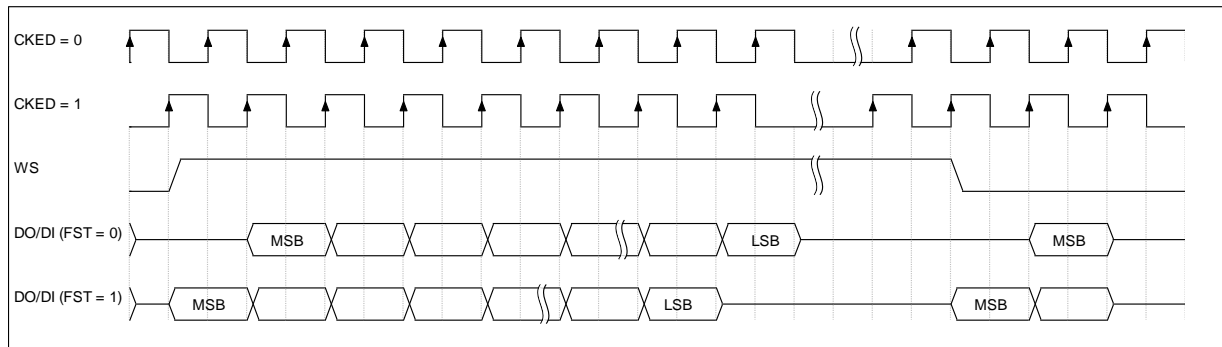 CKED = 0
CKED = 1
WS
DO/DI (FST = 0) MSB LSB MSB
DO/DI (FST = 1) MSB LSB MSB